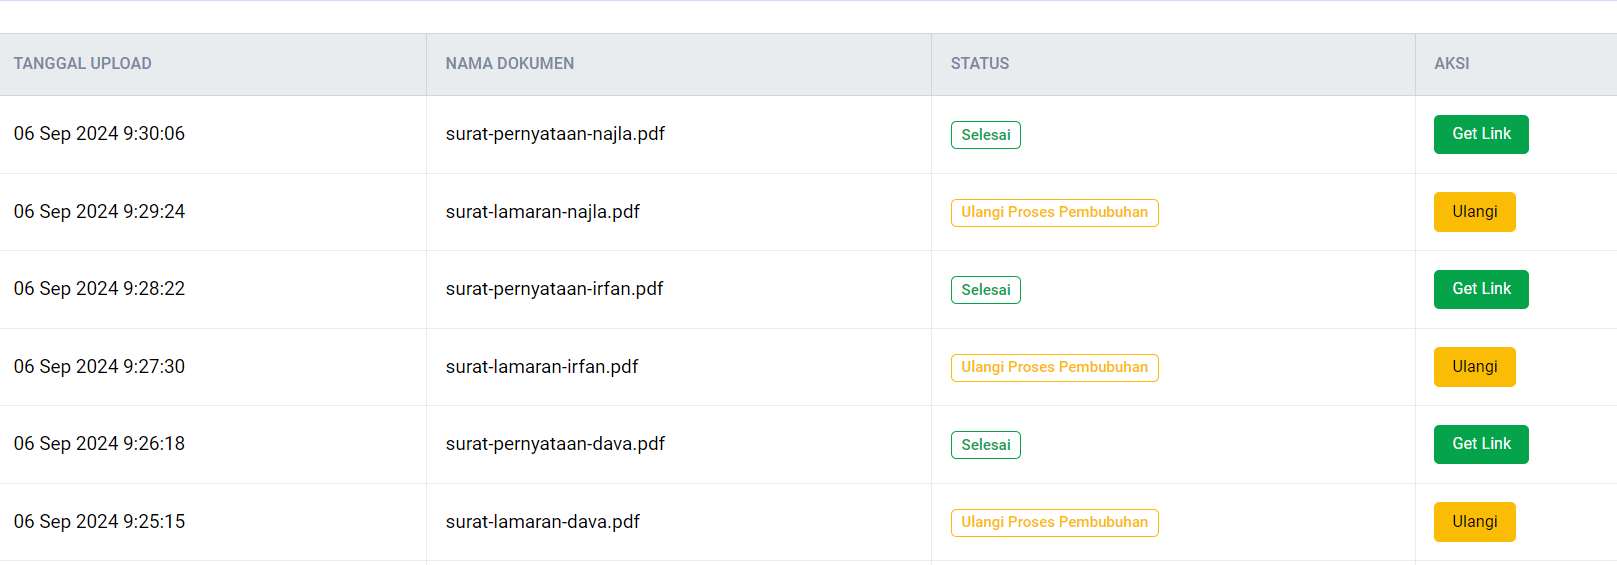 TANGGAL UPLOAD NAMA DOKUMEN STATUS AKSI
06 Sep 2024 9:30:06 surat-pernyataan-najla.pdf Selesai Get Link
06 Sep 2024 9:29:24 surat-lamaran-najla.pdf Ulangi Proses Pembubuhan Ulangi
06 Sep 2024 9:28:22 surat-pernyataan-irfan.pdf Selesai Get Link
06 Sep 2024 9:27:30 surat-lamaran-irfan.pdf Ulangi Proses Pembubuhan Ulangi
06 Sep 2024 9:26:18 surat-pernyataan-dava.pdf Selesai Get Link
06 Sep 2024 9:25:15 surat-lamaran-dava.pdf Ulangi Proses Pembubuhan Ulangi